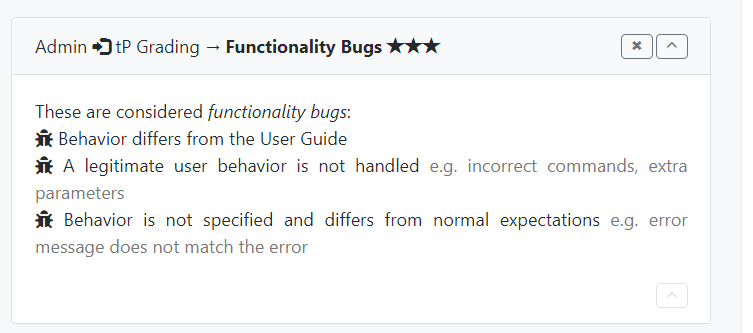 Admin tP Grading → Functionality Bugs ★★★
These are considered functionality bugs:
Behavior differs from the User Guide
A legitimate user behavior is not handled e.g. incorrect commands, extra
parameters
Behavior is not specified and differs from normal expectations e.g. error
message does not match the error